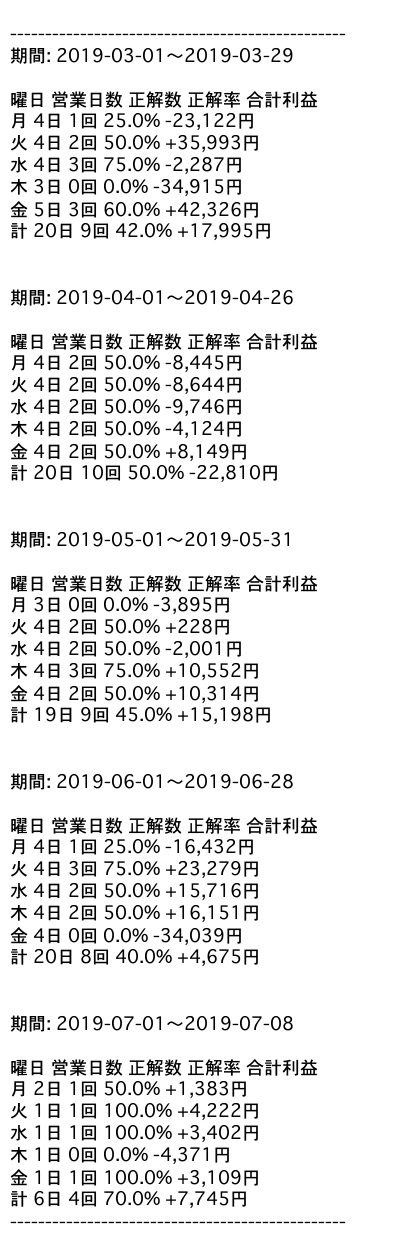 ------------------------------------------------
期間: 2019-03-01～2019-03-29
曜日 営業日数 正解数 正解率 合計利益
月 4日 1回 25.0% -23,122円
火 4日 2回 50.0% +35,993円
水 4日 3回 75.0% -2,287円
木 3日 0回 0.0% -34,915円
金 5日 3回 60.0% +42,326円
計 20日 9回 42.0% +17,995円
期間: 2019-04-01～2019-04-26
曜日 営業日数 正解数 正解率 合計利益
月 4日 2回 50.0% -8,445円
火 4日 2回 50.0% -8,644円
水 4日 2回 50.0% -9,746円
木 4日 2回 50.0% -4,124円
金 4日 2回 50.0% +8,149円
計 20日 10回 50.0% -22,810円
期間: 2019-05-01～2019-05-31
曜日 営業日数 正解数 正解率 合計利益
月 3日 0回 0.0% -3,895円
火 4日 2回 50.0% +228円
水 4日 2回 50.0% -2,001円
木 4日 3回 75.0% +10,552円
金 4日 2回 50.0% +10,314円
計 19日 9回 45.0% +15,198円
期間: 2019-06-01～2019-06-28
曜日 営業日数 正解数 正解率 合計利益
月 4日 1回 25.0% -16,432円
火 4日 3回 75.0% +23,279円
水 4日 2回 50.0% +15,716円
木 4日 2回 50.0% +16,151円
金 4日 0回 0.0% -34,039円
計 20日 8回 40.0% +4,675円
期間: 2019-07-01～2019-07-08
曜日 営業日数 正解数 正解率 合計利益
月 2日 1回 50.0% +1,383円
火 1日 1回 100.0% +4,222円
水 1日 1回 100.0% +3,402円
木 1日 0回 0.0% -4,371円
金 1日 1回 100.0% +3,109円
計 6日 4回 70.0% +7,745円
------------------------------------------------